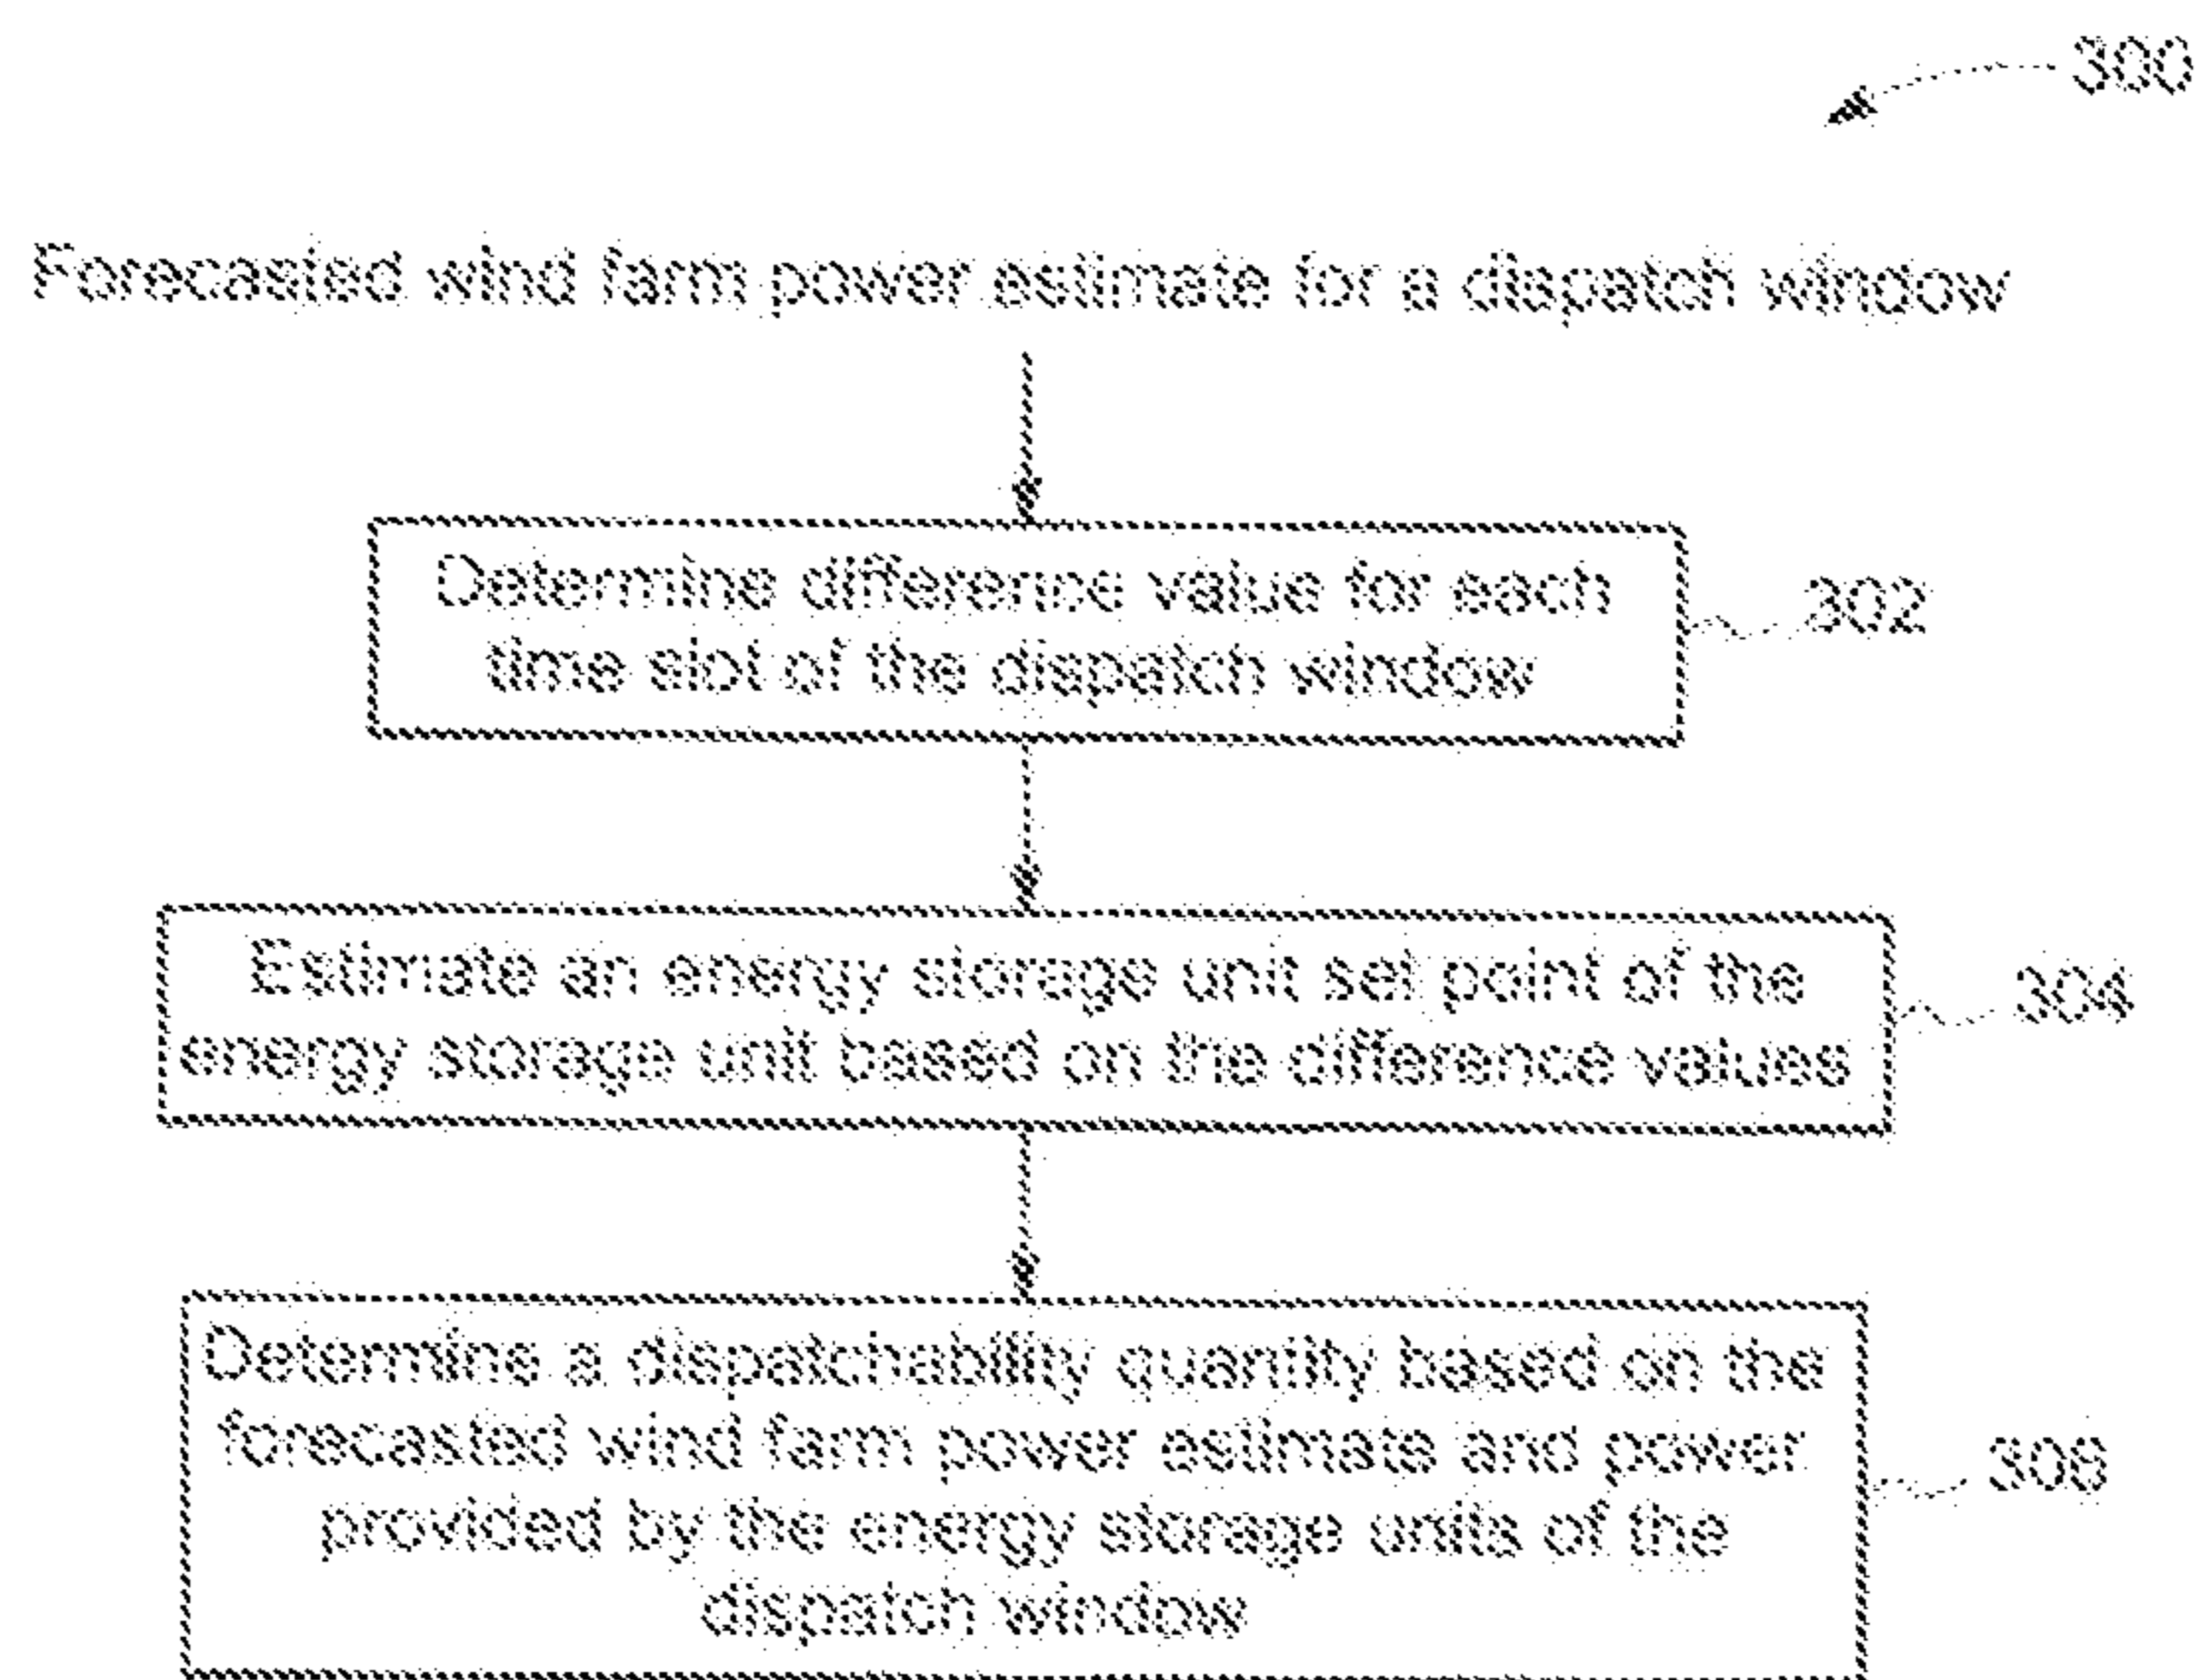 300
Forecasted wind farm power estimate for a dispatch window
Determine difference value for each
time slot of the dispatch window
302
Estimate an energy storage unit set point of the
energy storage unit based on the difference values
304
Determine a dispatchability quantity based on the
forecasted wind farm power estimate and power
provided by the energy storage units of the
dispatch window